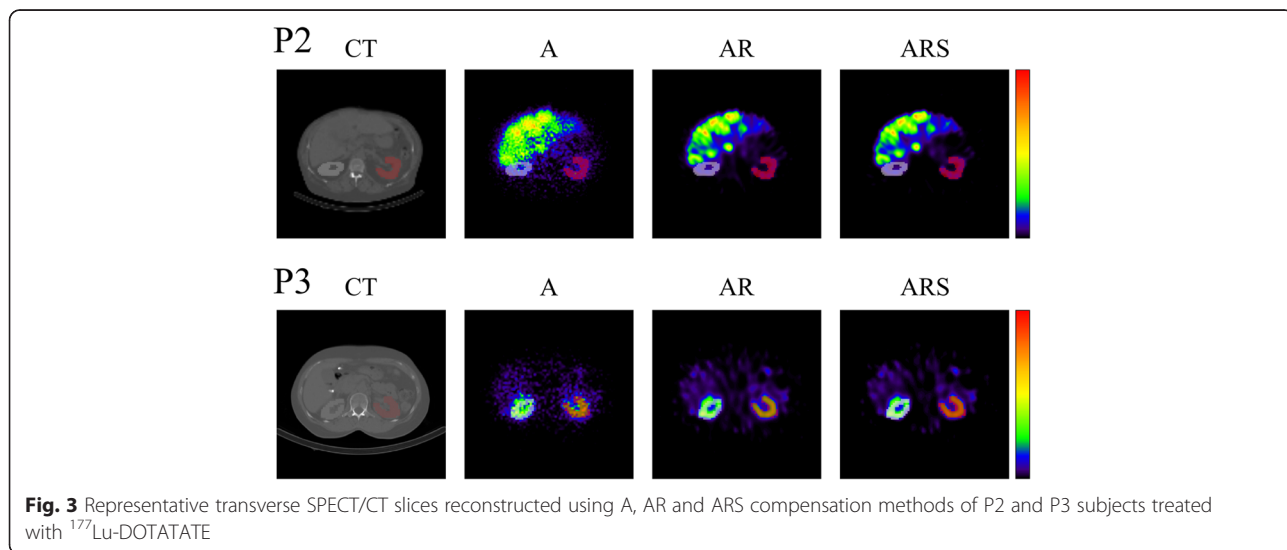 P2
CT A AR ARS
P3
CT A AR ARS
Fig. 3 Representative transverse SPECT/CT slices reconstructed using A, AR and ARS compensation methods of P2 and P3 subjects treated
with ¹⁷⁷Lu-DOTATATE